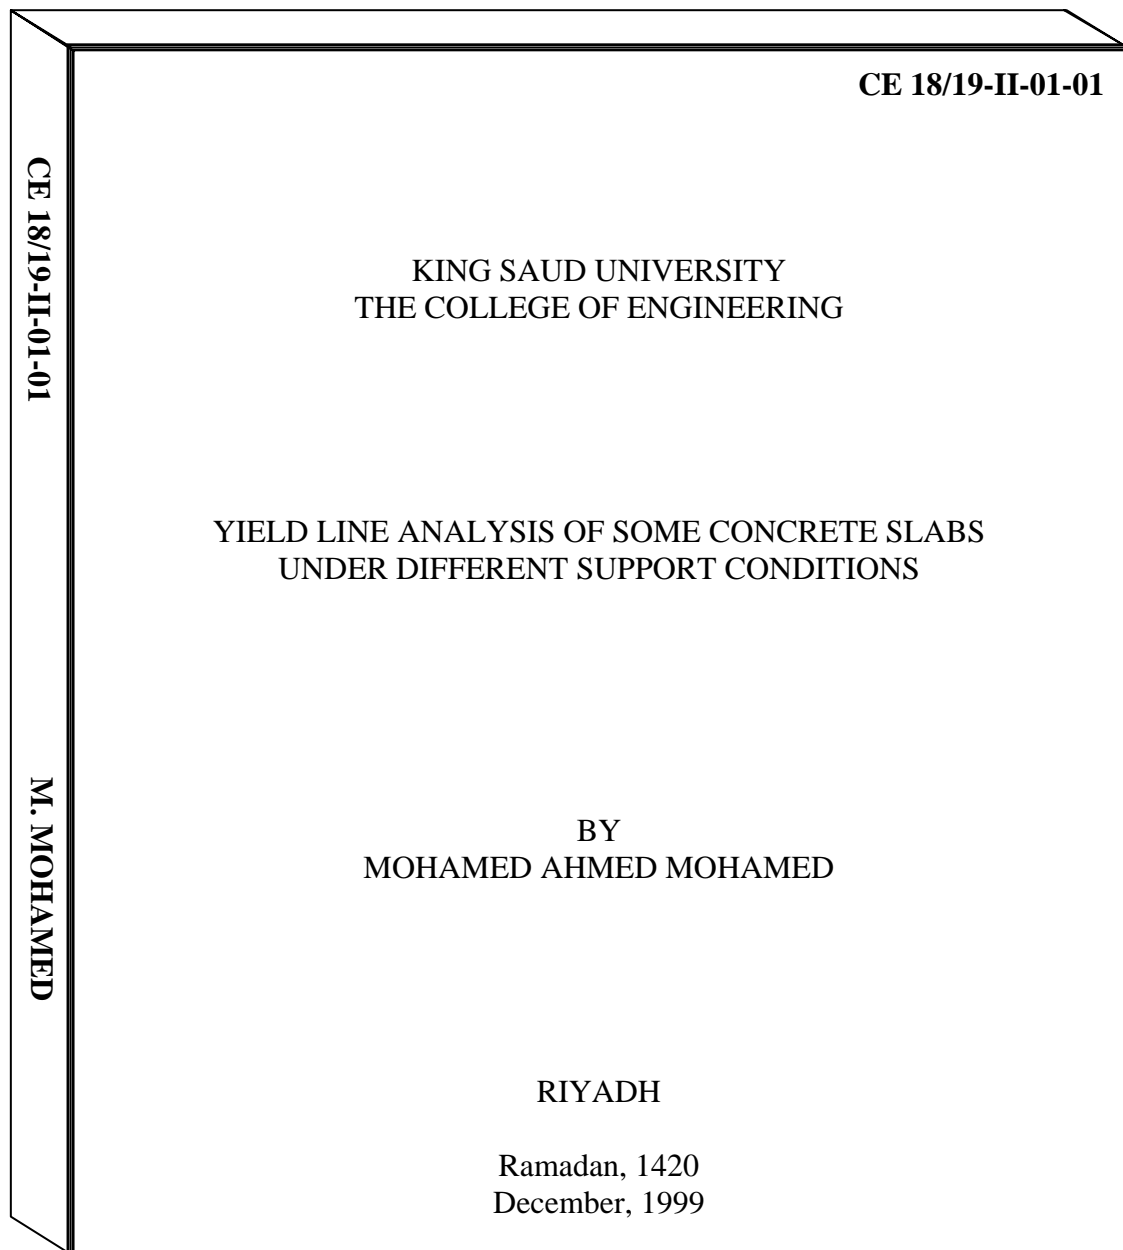 CE 18/19-II-01-01
CE 18/19-II-01-01
M. MOHAMED
KING SAUD UNIVERSITY
THE COLLEGE OF ENGINEERING
YIELD LINE ANALYSIS OF SOME CONCRETE SLABS
UNDER DIFFERENT SUPPORT CONDITIONS
BY
MOHAMED AHMED MOHAMED
RIYADH
Ramadan, 1420
December, 1999